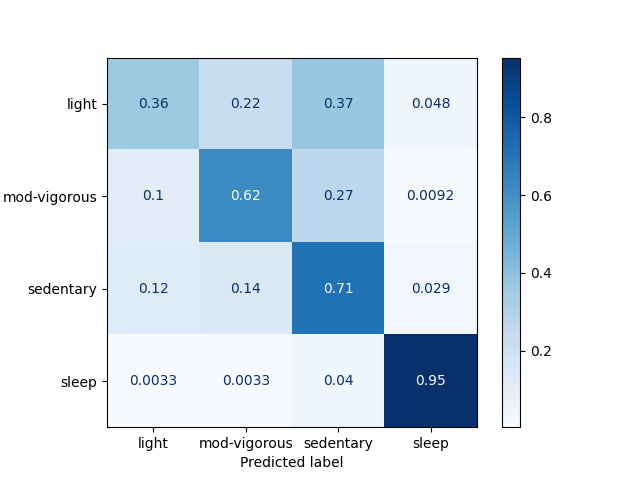 light 0.36 0.22 0.37 0.048
mod-vigorous 0.1 0.62 0.27 0.0092
sedentary 0.12 0.14 0.71 0.029
sleep 0.0033 0.0033 0.04 0.95
light mod-vigorous sedentary sleep
Predicted label
0.8
0.6
0.4
0.2